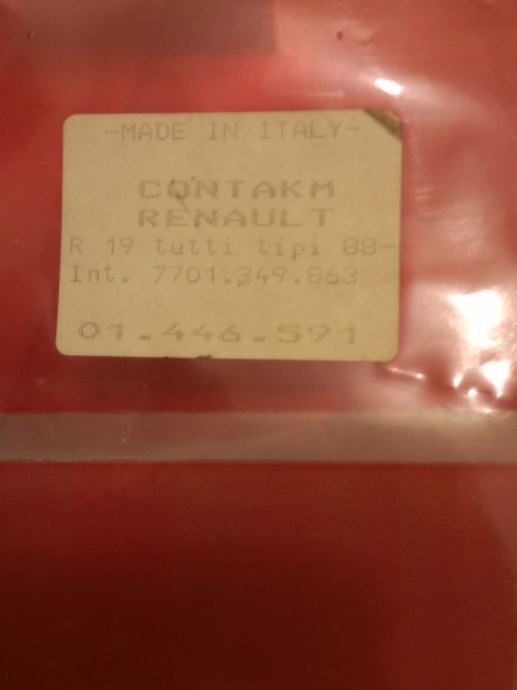 -MADE IN ITALY-
CONTAKM
RENAULT
R 19 tutti tipi 88-
Int. 7701.349.863
01.446.591